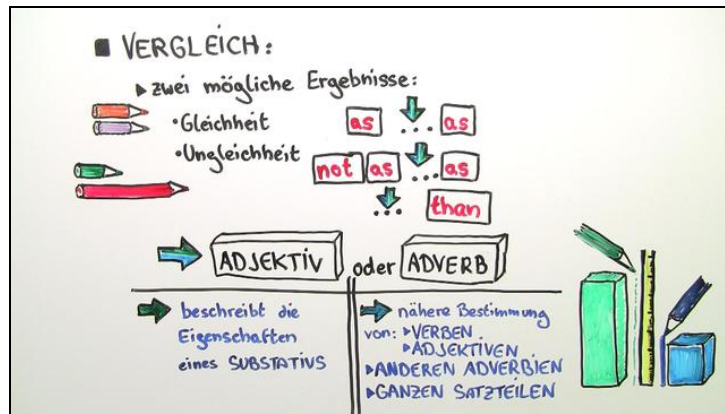 ■ VERGLEICH:
▸ zwei mögliche Ergebnisse:
• Gleichheit as ... as
• Ungleichheit not as ... as
... than
ADJEKTIV oder ADVERB
beschreibt die
Eigenschaften
eines SUBSTATIVS
nähere Bestimmung
von: ▸ VERBEN
▸ ADJEKTIVEN
▸ ANDEREN ADVERBIEN
▸ GANZEN SATZTEILEN